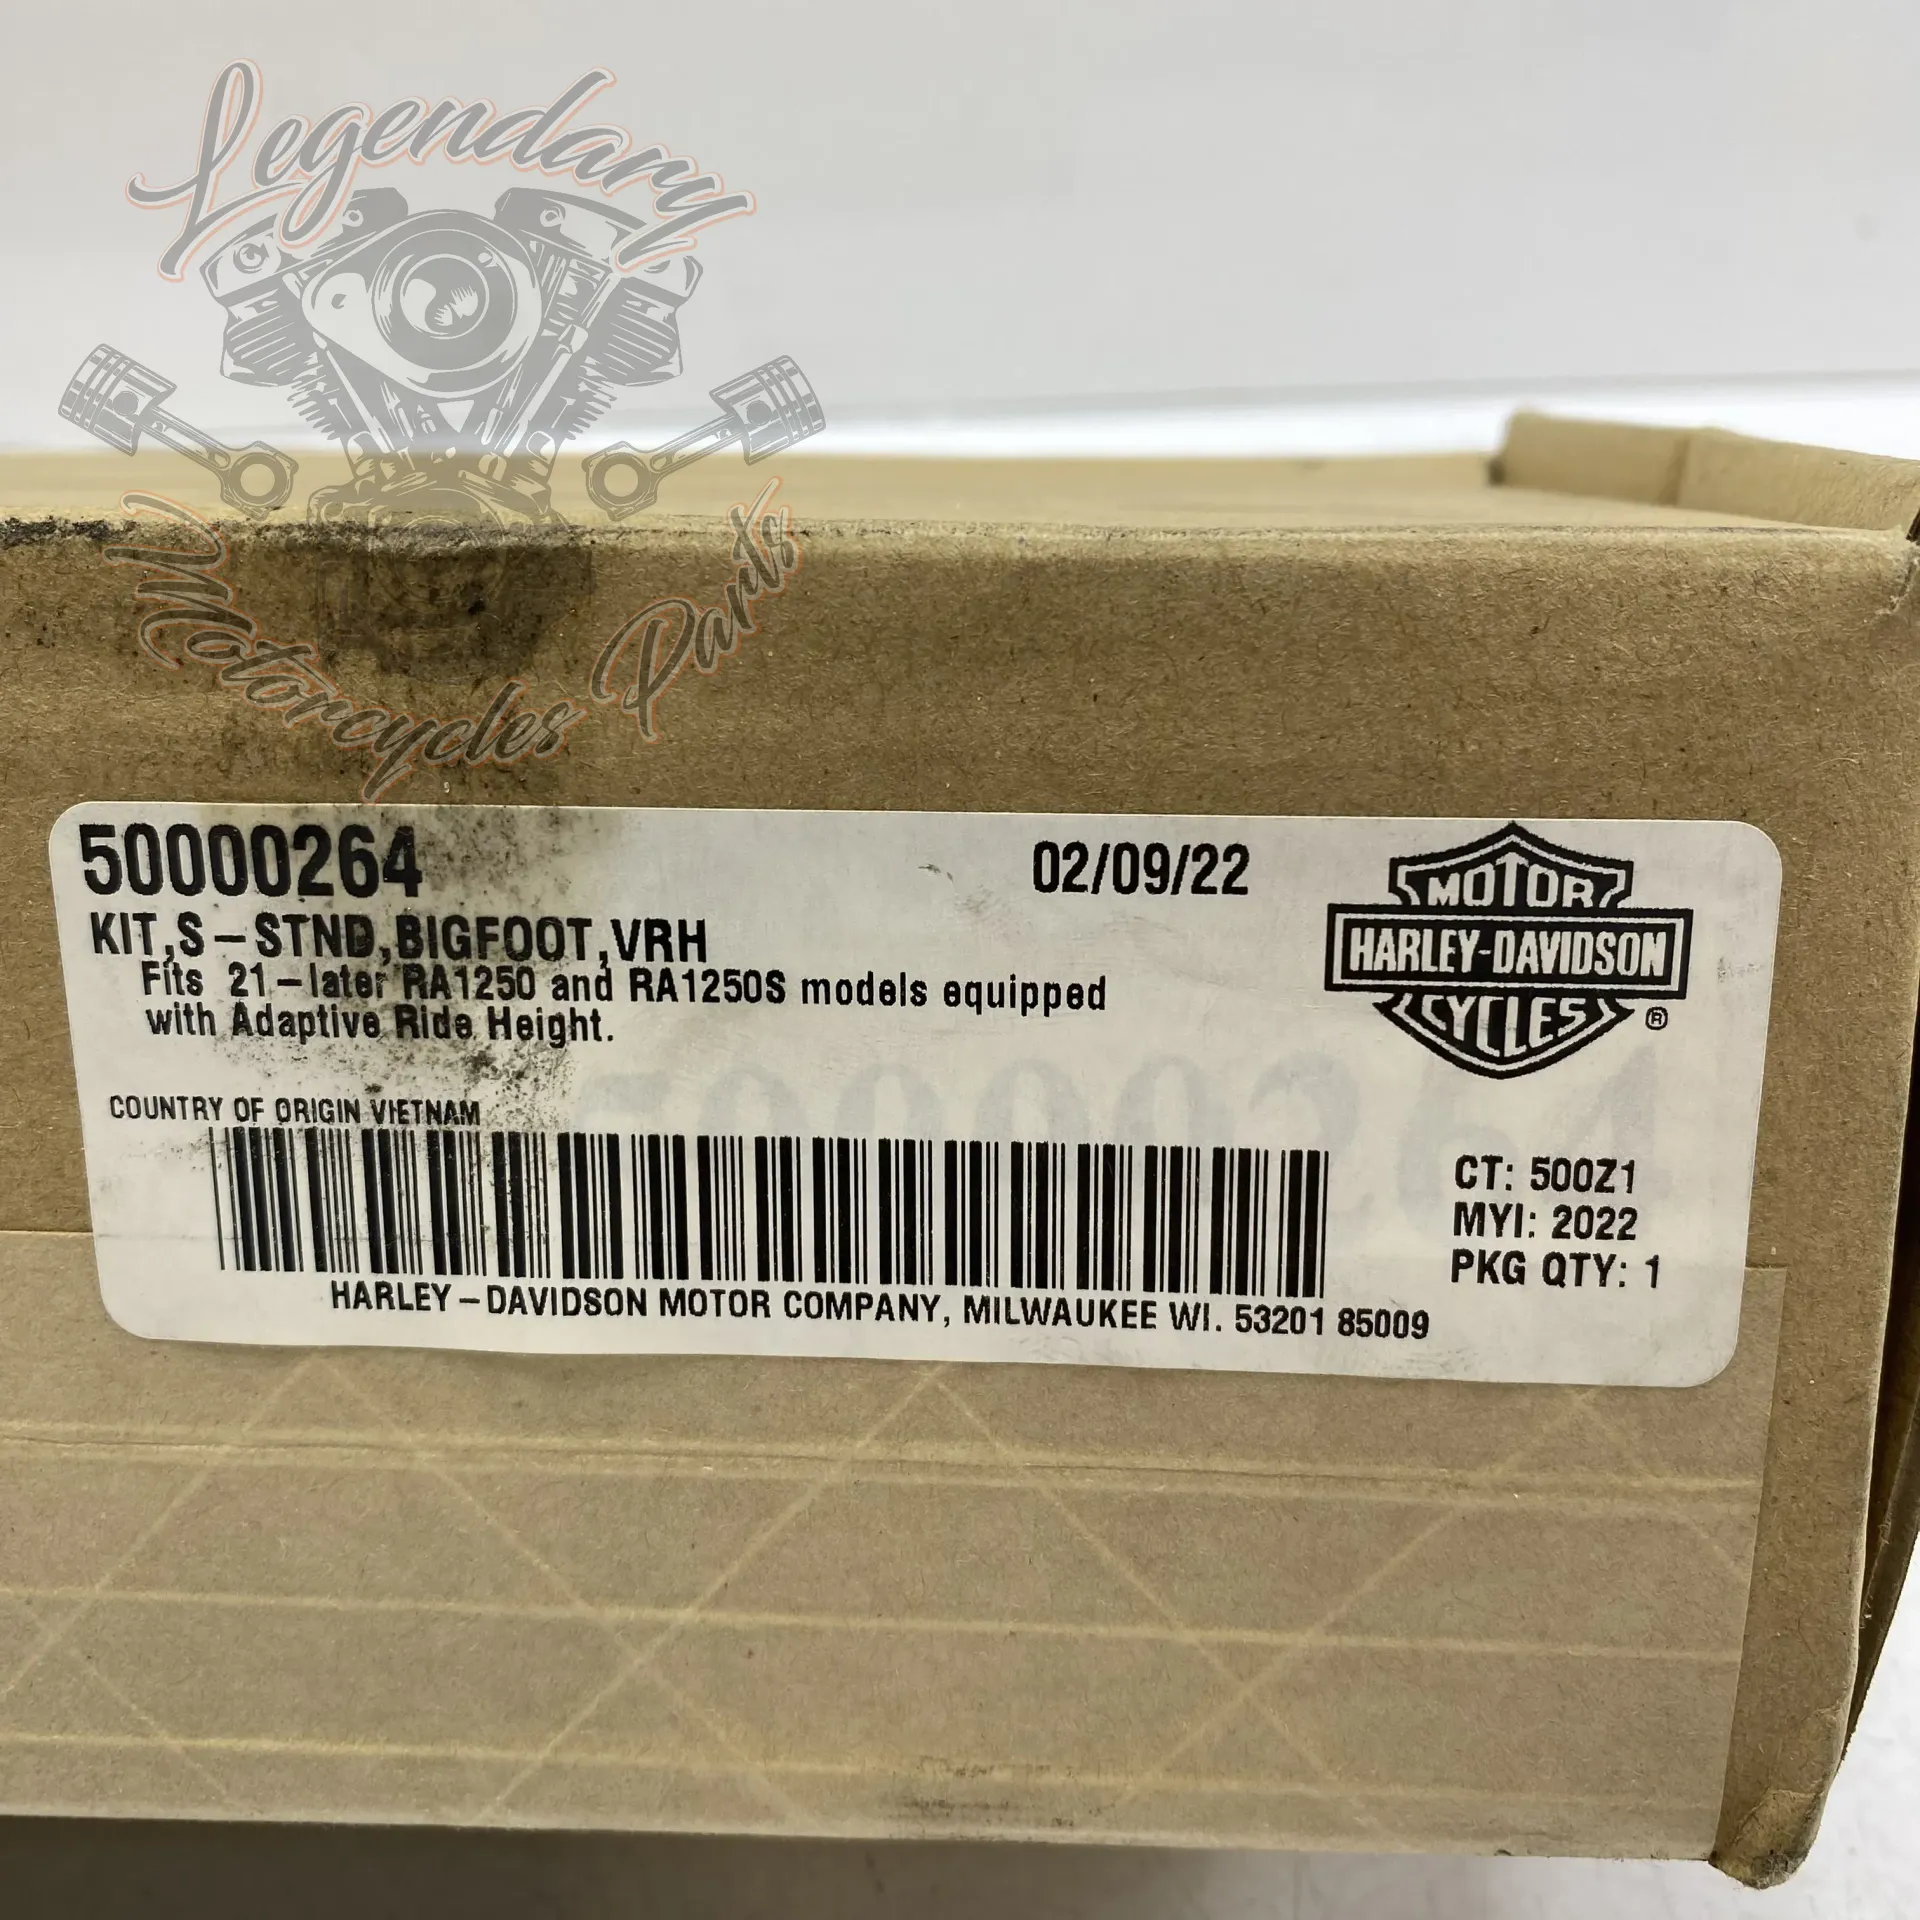 Legendary
Motorcycles Parts
50000264
02/09/22
KIT,S-STND,BIGFOOT,VRH
Fits 21-later RA1250 and RA1250S models equipped
with Adaptive Ride Height.
MOTOR
HARLEY-DAVIDSON
CYCLES
®
COUNTRY OF ORIGIN VIETNAM
CT: 500Z1
MYI: 2022
PKG QTY: 1
HARLEY-DAVIDSON MOTOR COMPANY, MILWAUKEE WI. 53201 85009